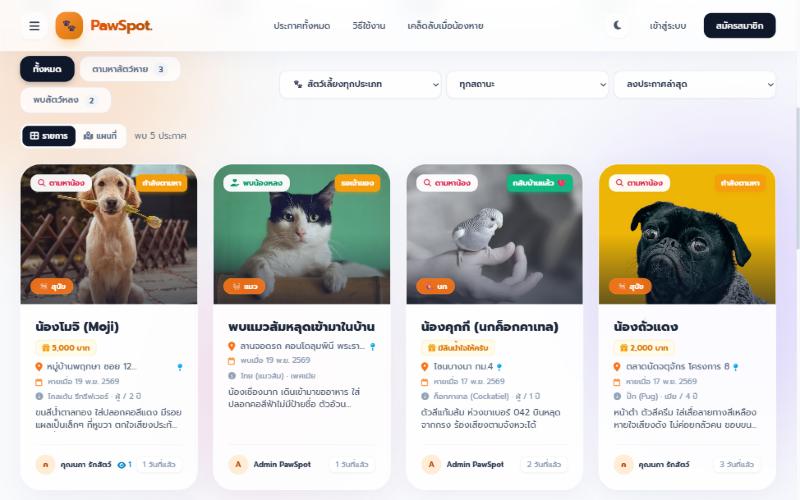 PawSpot.
ประกาศทั้งหมด วิธีใช้งาน เคล็ดลับเมื่อน้องหาย
เข้าสู่ระบบ สมัครสมาชิก
ทั้งหมด ตามหาสัตว์หาย 3
พบสัตว์หลง 2
สัตว์เลี้ยงทุกประเภท ทุกสถานะ ลงประกาศล่าสุด
รายการ แผนที่ พบ 5 ประกาศ
ตามหาน้อง กำลังตามหา
สุนัข
น้องโมจิ (Moji)
5,000 บาท
หมู่บ้านพฤกษา ซอย 12...
หายเมื่อ 19 พ.ย. 2569
โกลเด้น รีทรีฟเวอร์ · ผู้ / 2 ปี
ขนสีน้ำตาลทอง ใส่ปลอกคอสีแดง มีรอย
แผลเป็นเล็กๆ ที่หูขวา ตกใจเสียงประทั...
ค คุณนภา รักสัตว์ 1 1 วันที่แล้ว
พบน้องหลง รอเจ้าของ
แมว
พบแมวส้มหลุดเข้ามาในบ้าน
ลานจอดรถ คอนโดลุมพินี พระรา...
พบเมื่อ 19 พ.ย. 2569
ไทย (แมวส้ม) · เพศเมีย
น้องเชื่องมาก เดินเข้ามาขออาหาร ใส่
ปลอกคอสีฟ้าไม่มีป้ายชื่อ ตัวอ้วน...
A Admin PawSpot 1 วันที่แล้ว
ตามหาน้อง กลับบ้านแล้ว
นก
น้องคุกกี้ (นกค็อกคาเทล)
มีสินน้ำใจให้ครับ
โซนบางนา กม.4
หายเมื่อ 17 พ.ย. 2569
ค็อกคาเทล (Cockatiel) · ผู้ / 1 ปี
ตัวสีแก้มส้ม ห่วงขาเบอร์ 042 บินหลุด
จากกรง ร้องเสียงตามจังหวะได้
A Admin PawSpot 2 วันที่แล้ว
ตามหาน้อง กำลังตามหา
สุนัข
น้องถั่วแดง
2,000 บาท
ตลาดนัดจตุจักร โครงการ 8
หายเมื่อ 17 พ.ย. 2569
ปั๊ก (Pug) · เมีย / 4 ปี
หน้าดำ ตัวสีครีม ใส่เสื้อลายทางสีเหลือง
หายใจเสียงดัง ไม่ค่อยกลัวคน ชอบขน...
ค คุณนภา รักสัตว์ 3 วันที่แล้ว